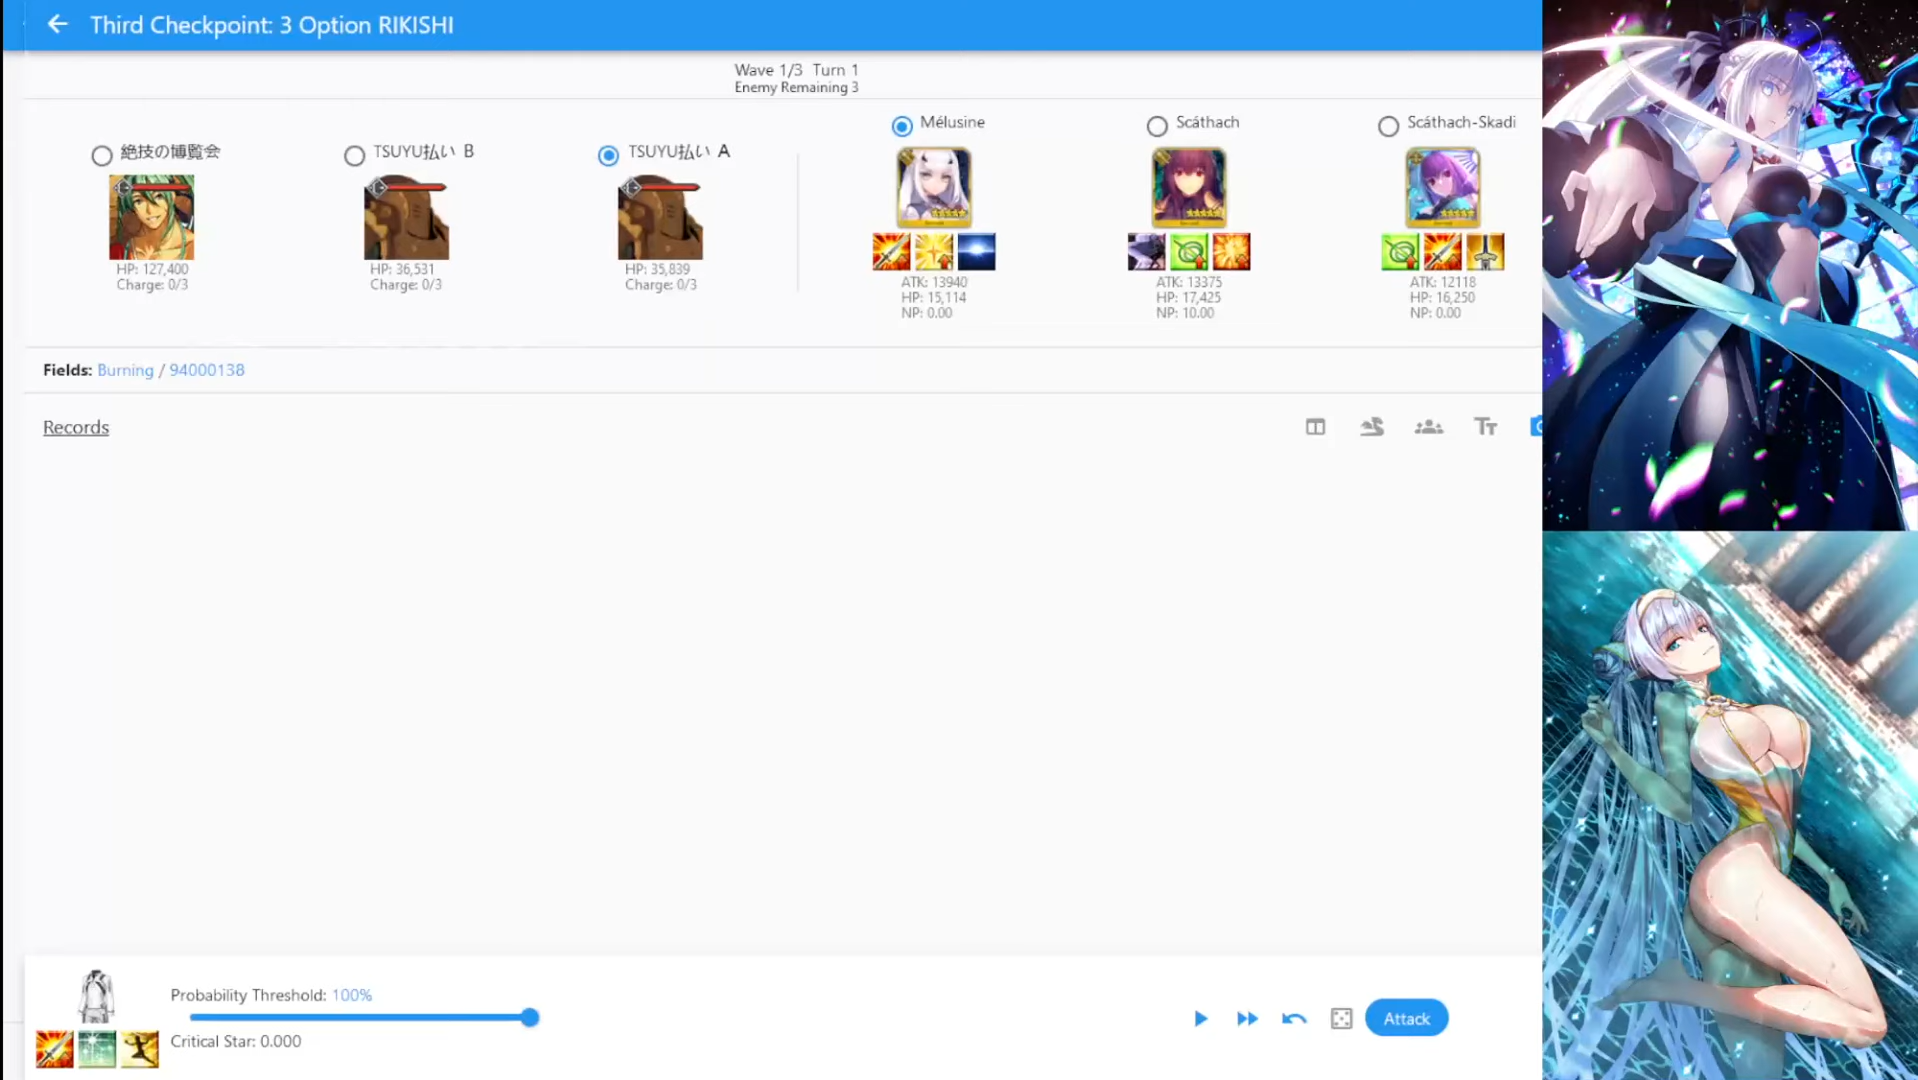 Third Checkpoint: 3 Option RIKISHI
Wave 1/3 Turn 1
Enemy Remaining 3
絶技の博覧会
TSUYU払い B
TSUYU払い A
Mélusine
Scáthach
Scáthach-Skadi
HP: 127,400
Charge: 0/3
HP: 36,531
Charge: 0/3
HP: 35,839
Charge: 0/3
ATK: 13940
HP: 15,114
NP: 0.00
ATK: 13375
HP: 17,425
NP: 10.00
ATK: 12118
HP: 16,250
NP: 0.00
Fields: Burning / 94000138
Records
Probability Threshold: 100%
Critical Star: 0.000
Attack